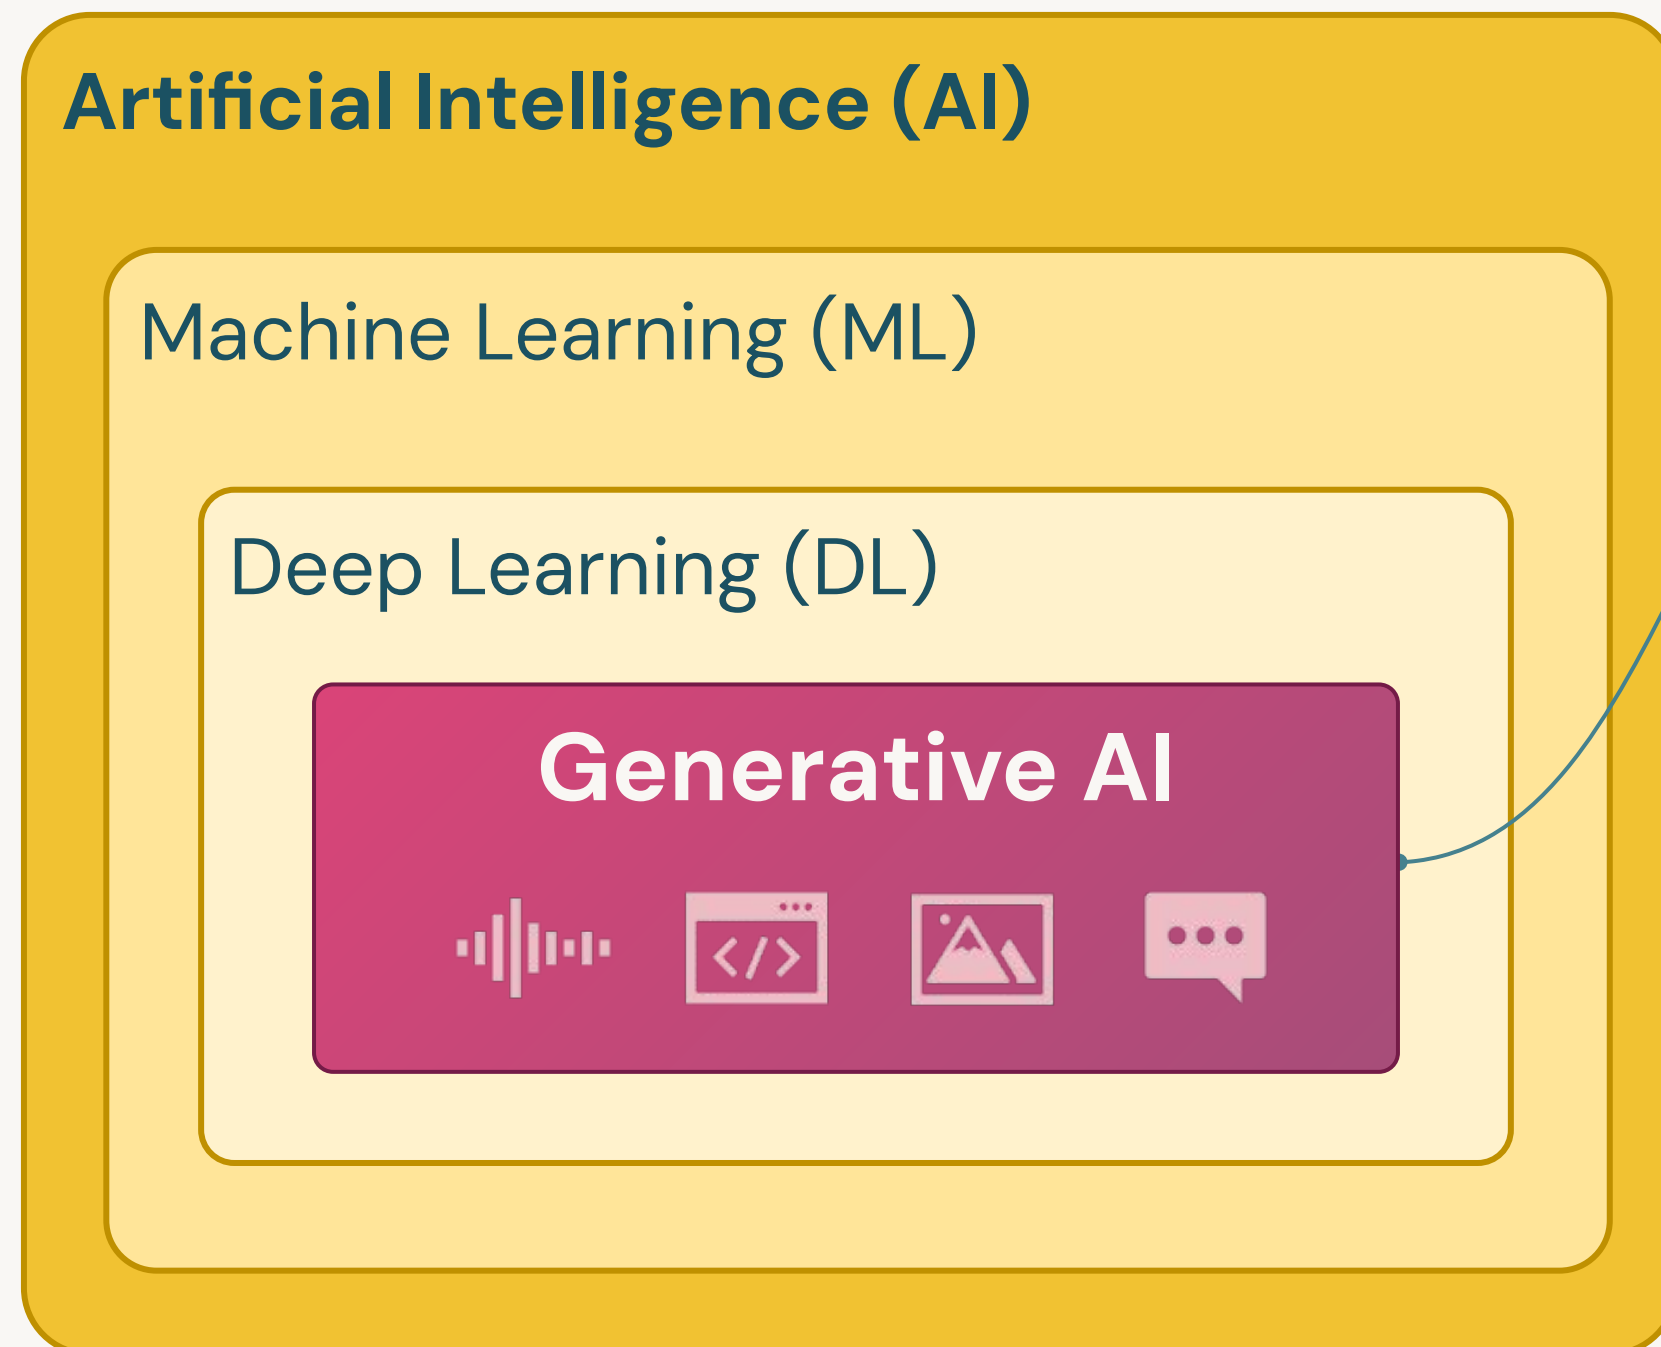 Artificial Intelligence (AI)
Machine Learning (ML)
Deep Learning (DL)
Generative AI
</>